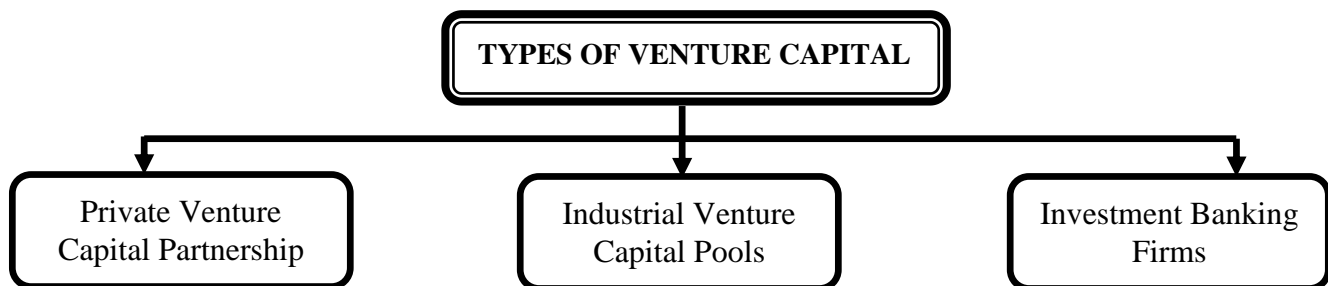 TYPES OF VENTURE CAPITAL
Private Venture
Capital Partnership
Industrial Venture
Capital Pools
Investment Banking
Firms